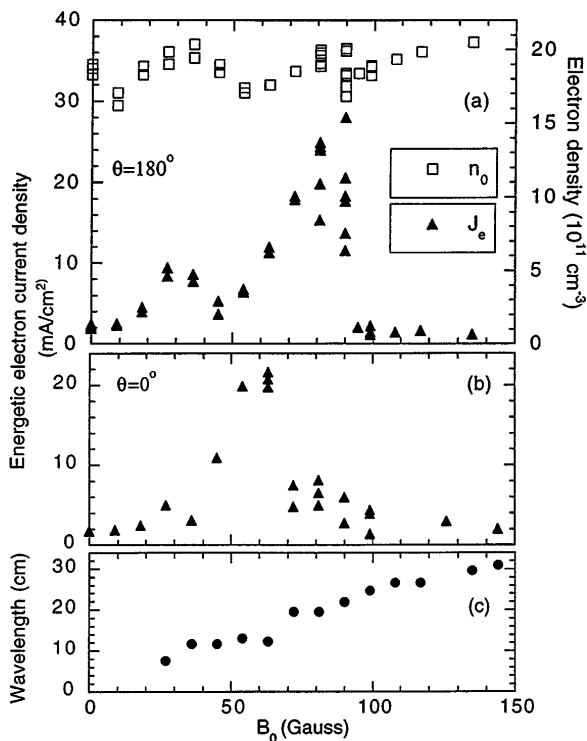 40
30
20
10
0
20
15
10
5
0
(a)
θ=180°
n0
Je
Energetic electron current density
(mA/cm²)
Electron density (10¹¹ cm⁻³)
20
10
0
θ=0°
(b)
30
20
10
0
(c)
Wavelength (cm)
0
50
100
150
B0 (Gauss)